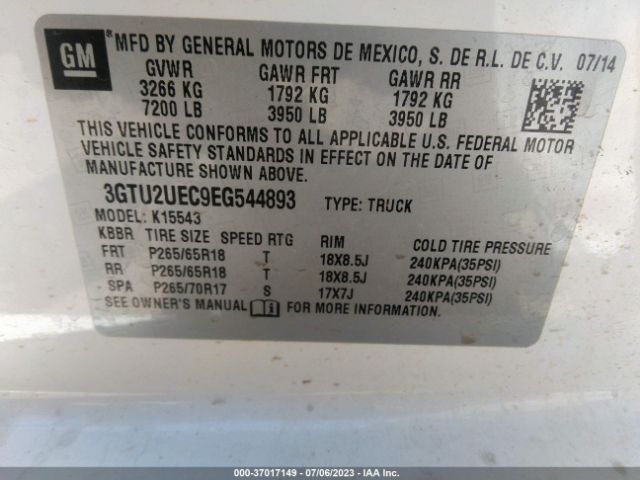 GM
MFD BY GENERAL MOTORS DE MEXICO, S. DE R.L. DE C.V. 07/14
GVWR GAWR FRT GAWR RR
3266 KG 1792 KG 1792 KG
7200 LB 3950 LB 3950 LB
THIS VEHICLE CONFORMS TO ALL APPLICABLE U.S. FEDERAL MOTOR
VEHICLE SAFETY STANDARDS IN EFFECT ON THE DATE OF
MANUFACTURE SHOWN ABOVE.
3GTU2UEC9EG544893 TYPE: TRUCK
MODEL: K15543
KBBR TIRE SIZE SPEED RTG RIM COLD TIRE PRESSURE
FRT P265/65R18 T 18X8.5J 240KPA(35PSI)
RR P265/65R18 T 18X8.5J 240KPA(35PSI)
SPA P265/70R17 S 17X7J 240KPA(35PSI)
SEE OWNER'S MANUAL FOR MORE INFORMATION.
000-37017149 - 07/06/2023 - IAA Inc.